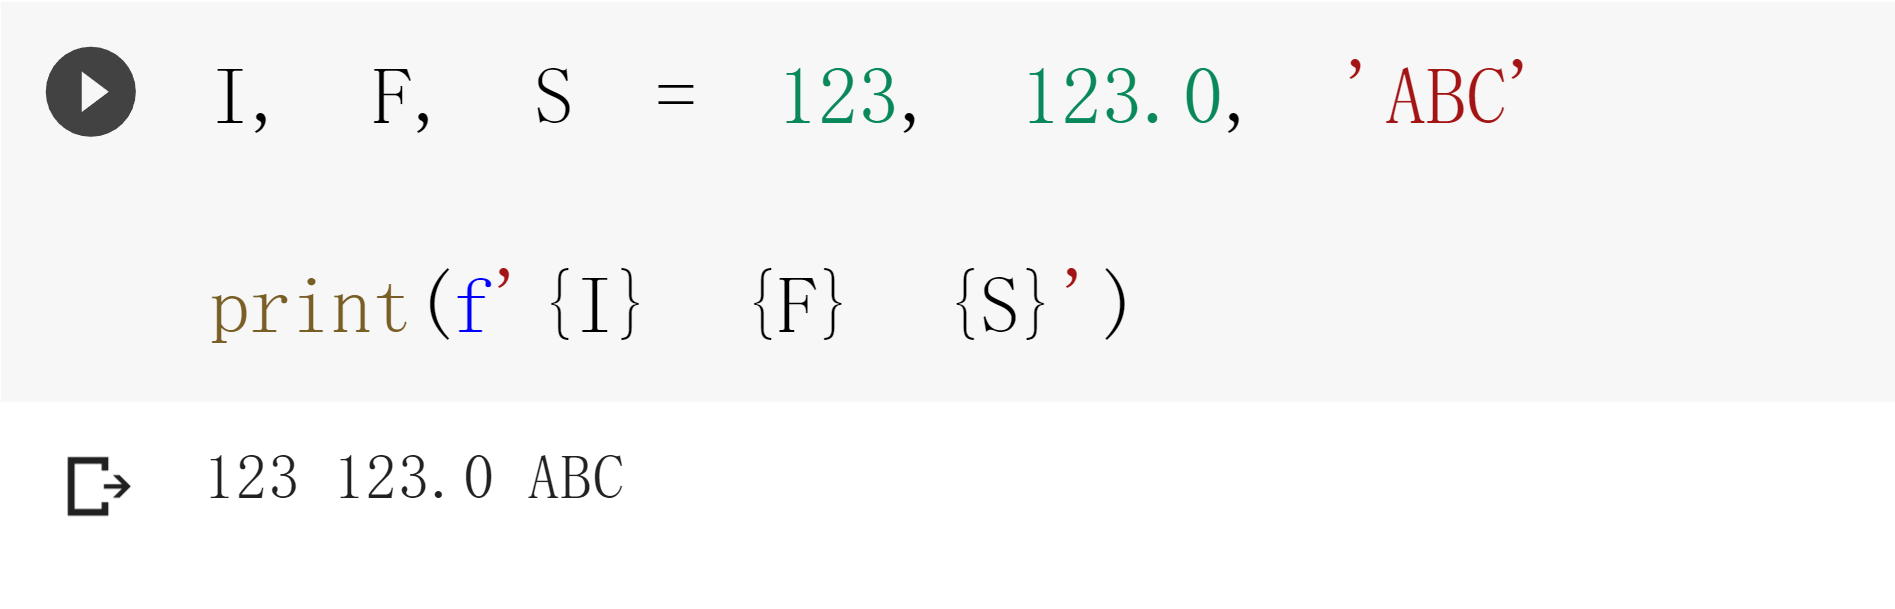 I, F, S = 123, 123.0, 'ABC'
print(f'{I} {F} {S}')
123 123.0 ABC